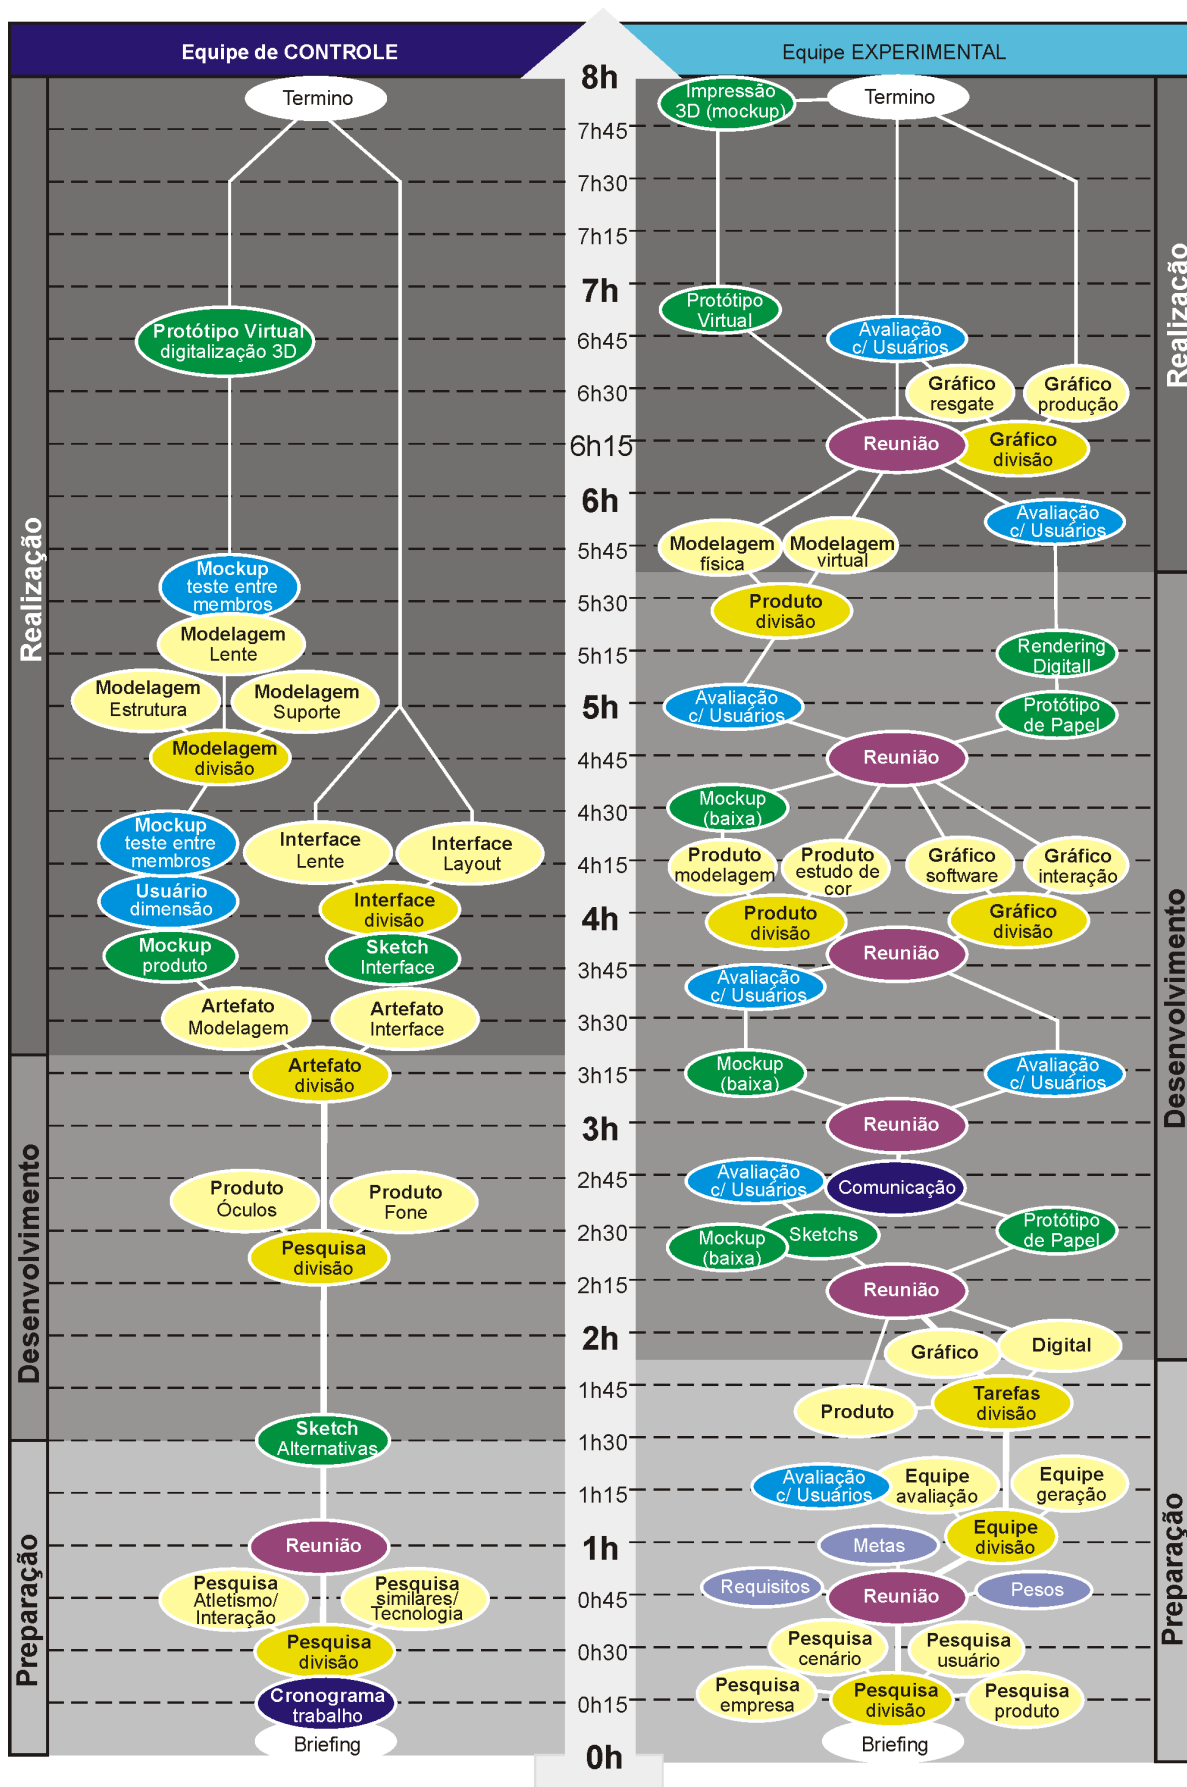 Equipe de CONTROLE
Equipe EXPERIMENTAL
8h
7h45
7h30
7h15
7h
6h45
6h30
6h15
6h
5h45
5h30
5h15
5h
4h45
4h30
4h15
4h
3h45
3h30
3h15
3h
2h45
2h30
2h15
2h
1h45
1h30
1h15
1h
0h45
0h30
0h15
0h
Realização
Desenvolvimento
Preparação
Termino
Protótipo Virtual
digitalização 3D
Mockup
teste entre
membros
Modelagem
Lente
Modelagem
Estrutura
Modelagem
Suporte
Modelagem
divisão
Mockup
teste entre
membros
Interface
Lente
Interface
Layout
Usuário
dimensão
Interface
divisão
Mockup
produto
Sketch
Interface
Artefato
Modelagem
Artefato
Interface
Artefato
divisão
Produto
Óculos
Produto
Fone
Pesquisa
divisão
Sketch
Alternativas
Reunião
Pesquisa
Atletismo/
Interação
Pesquisa
similares/
Tecnologia
Pesquisa
divisão
Cronograma
trabalho
Briefing
Impressão
3D (mockup)
Termino
Protótipo
Virtual
Avaliação
c/ Usuários
Gráfico
resgate
Gráfico
produção
Reunião
Gráfico
divisão
Avaliação
c/ Usuários
Modelagem
física
Modelagem
virtual
Produto
divisão
Rendering
Digitall
Avaliação
c/ Usuários
Protótipo
de Papel
Reunião
Mockup
(baixa)
Produto
modelagem
Produto
estudo de
cor
Gráfico
software
Gráfico
interação
Produto
divisão
Gráfico
divisão
Reunião
Avaliação
c/ Usuários
Mockup
(baixa)
Avaliação
c/ Usuários
Reunião
Avaliação
c/ Usuários
Comunicação
Mockup
(baixa)
Sketchs
Protótipo
de Papel
Reunião
Gráfico
Digital
Produto
Tarefas
divisão
Avaliação
c/ Usuários
Equipe
avaliação
Equipe
geração
Equipe
divisão
Metas
Requisitos
Reunião
Pesos
Pesquisa
cenário
Pesquisa
usuário
Pesquisa
empresa
Pesquisa
divisão
Pesquisa
produto
Briefing
Realização
Desenvolvimento
Preparação